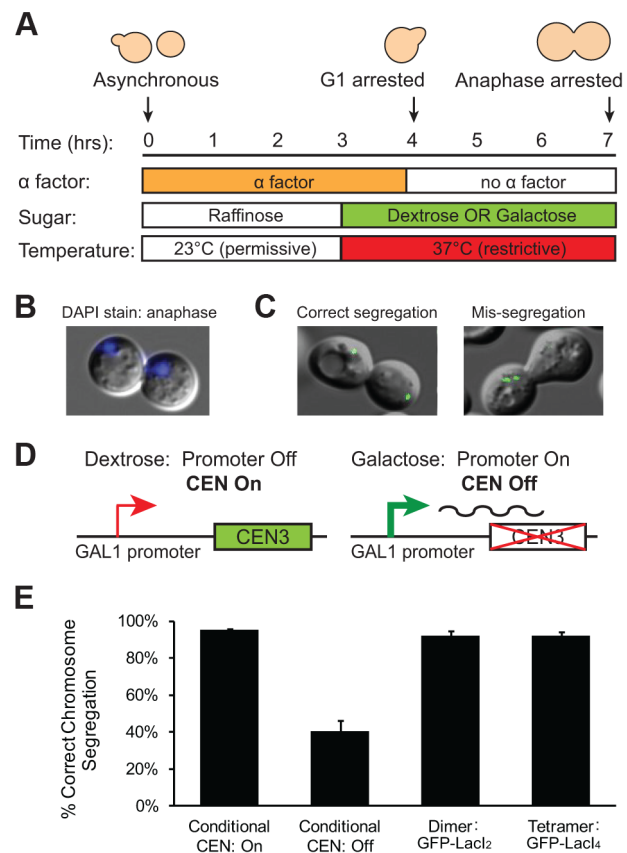 A
Asynchronous G1 arrested Anaphase arrested
Time (hrs): 0 1 2 3 4 5 6 7
α factor: α factor no α factor
Sugar: Raffinose Dextrose OR Galactose
Temperature: 23°C (permissive) 37°C (restrictive)
B C
DAPI stain: anaphase Correct segregation Mis-segregation
D
Dextrose: Promoter Off Galactose: Promoter On
CEN On CEN Off
CEN3 CEN3
GAL1 promoter GAL1 promoter
E
% Correct Chromosome
Segregation
100%
80%
60%
40%
20%
0%
Conditional Conditional Dimer: Tetramer:
CEN: On CEN: Off GFP-LacI2 GFP-LacI4